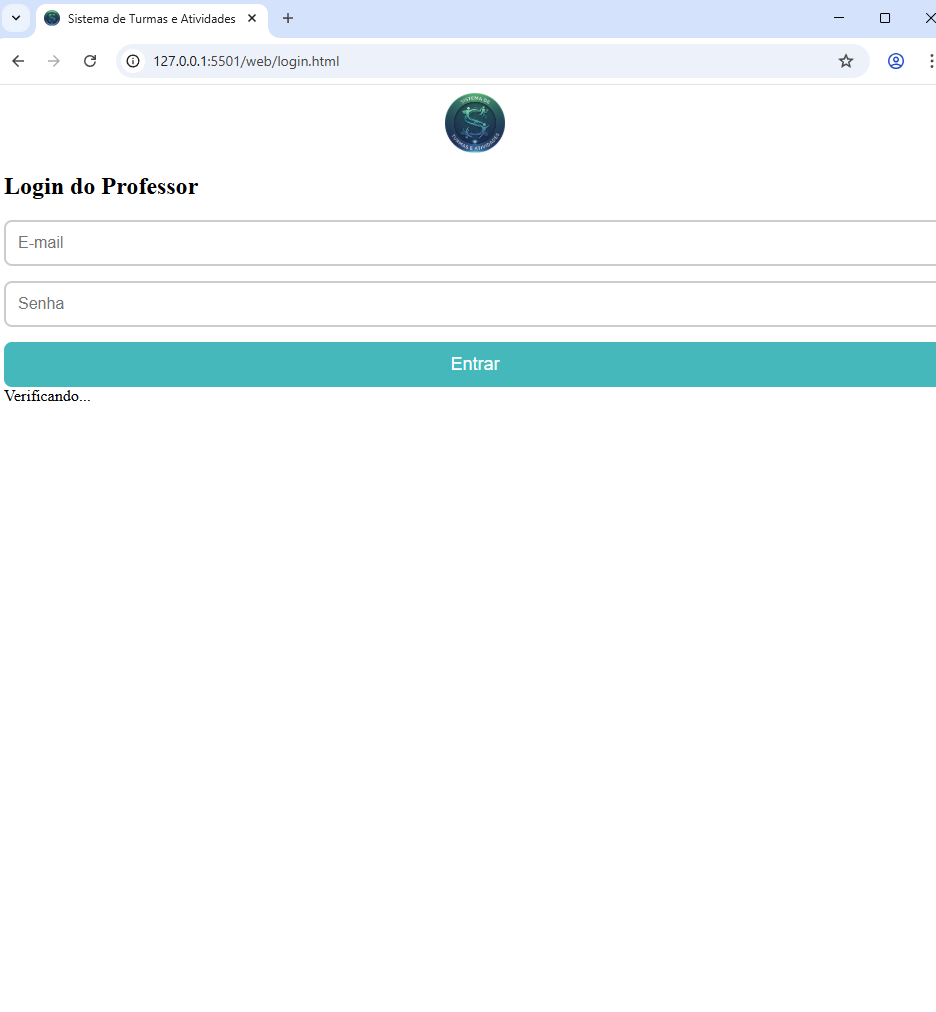 Sistema de Turmas e Atividades
127.0.0.1:5501/web/login.html
SISTEMA DE
S
TURMAS E ATIVIDADES
Login do Professor
E-mail
Senha
Entrar
Verificando...